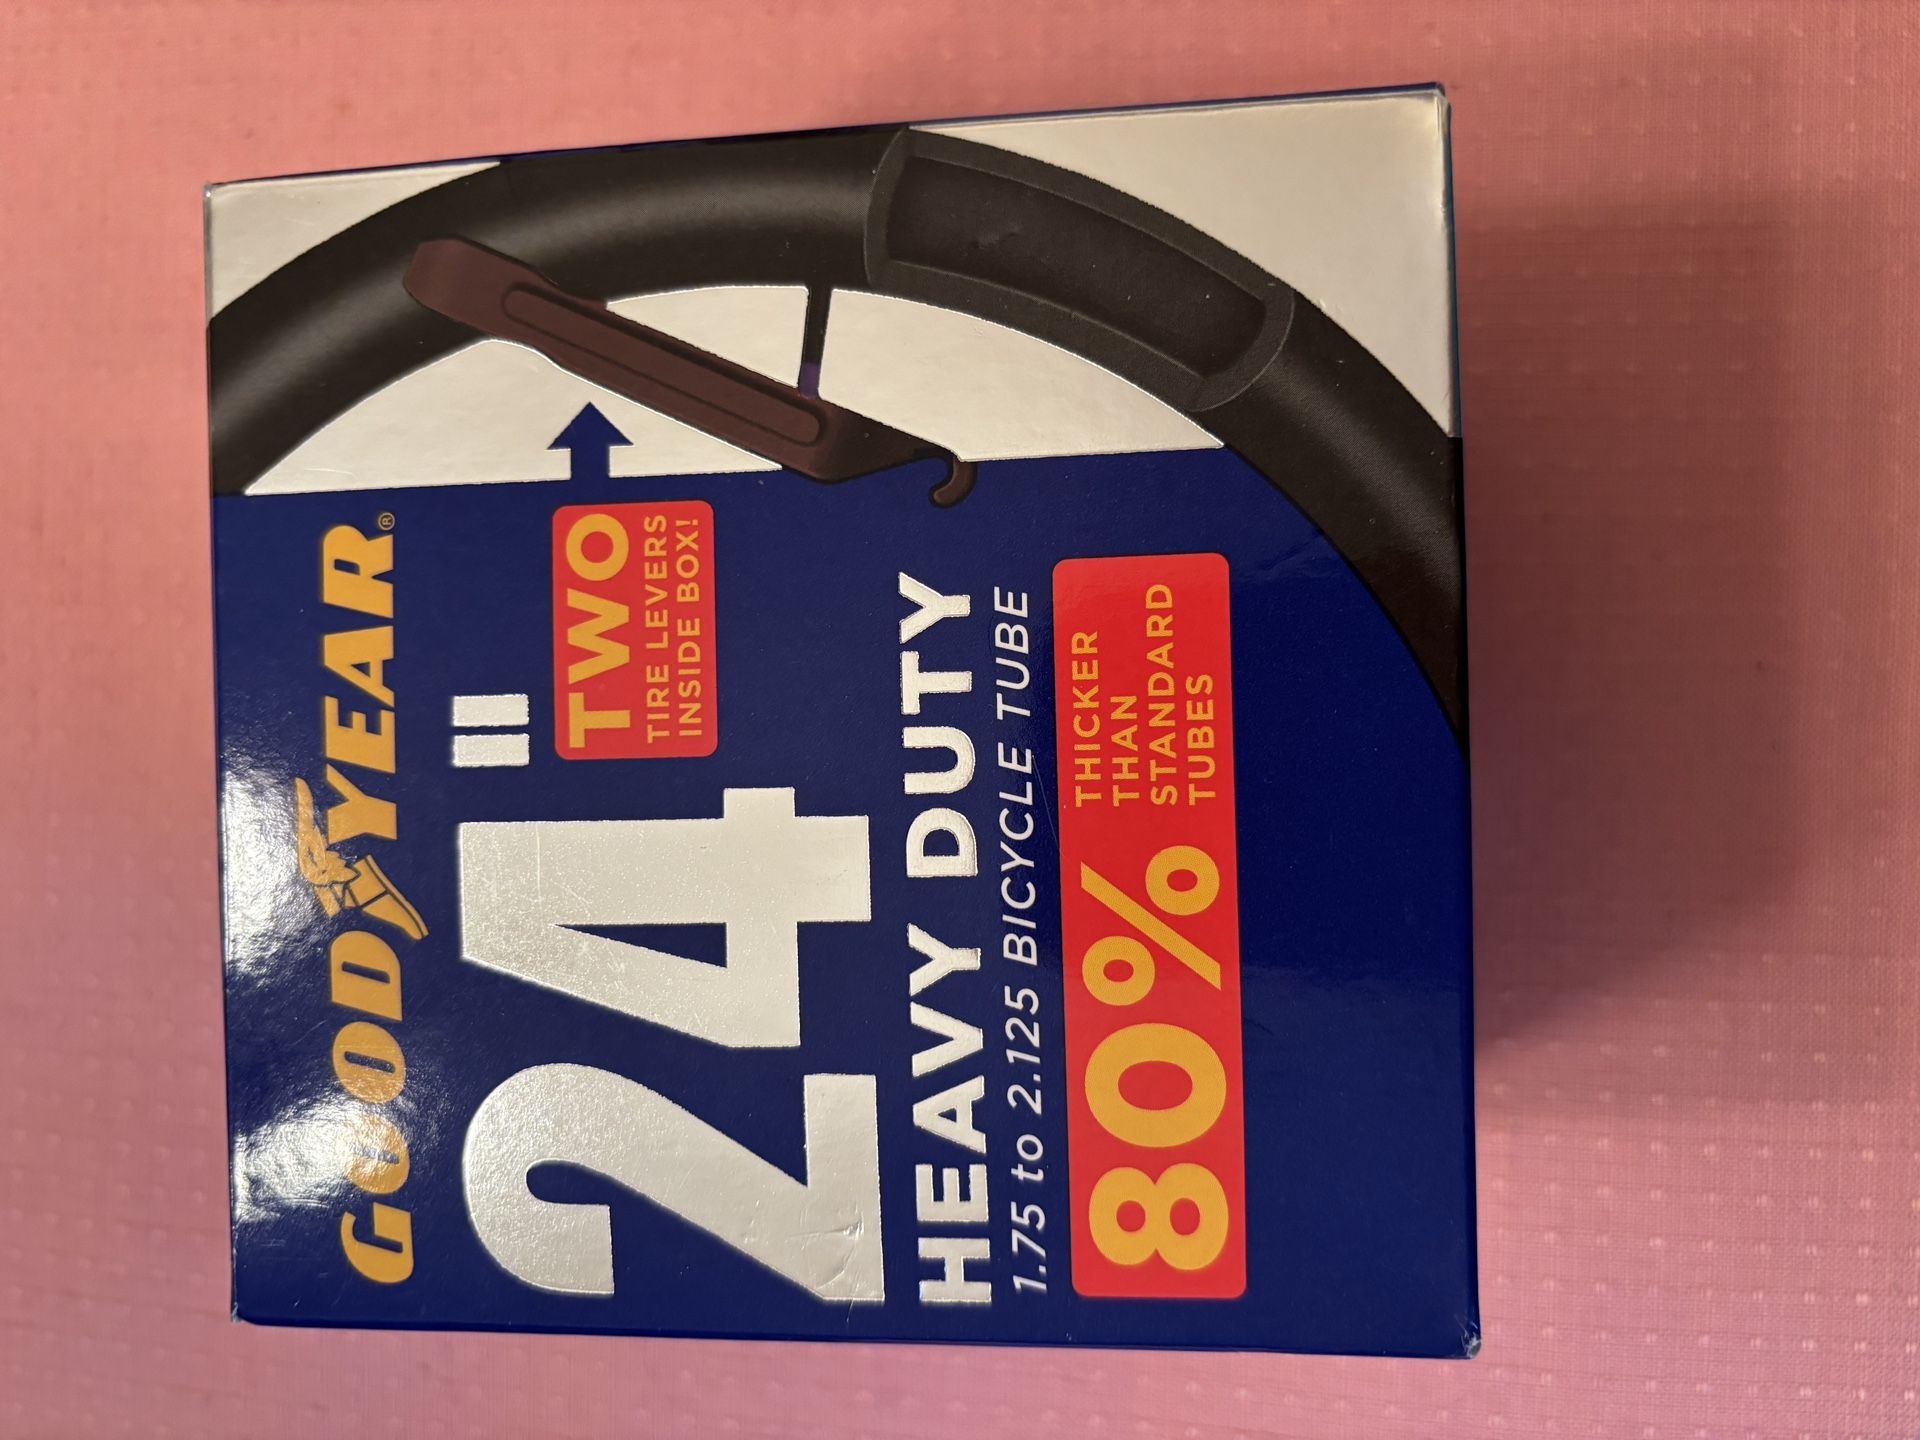 GOODYEAR®
24"
TWO
TIRE LEVERS
INSIDE BOX!
HEAVY DUTY
1.75 to 2.125 BICYCLE TUBE
80%
THICKER
THAN
STANDARD
TUBES